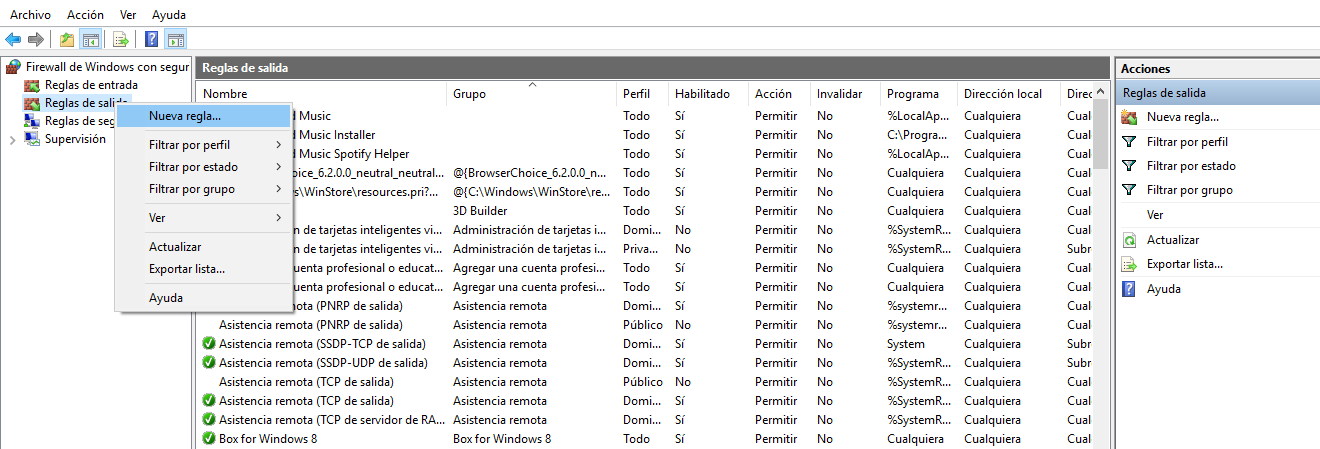 Archivo Acción Ver Ayuda
Firewall de Windows con segur
Reglas de entrada
Reglas de salida
Reglas de seg
Supervisión
Nueva regla...
Filtrar por perfil
Filtrar por estado
Filtrar por grupo
Ver
Actualizar
Exportar lista...
Ayuda
Reglas de salida
Nombre Grupo Perfil Habilitado Acción Invalidar Programa Dirección local Direc
d Music Todo Sí Permitir No %LocalAp... Cualquiera Cual
d Music Installer Todo Sí Permitir No C:\Progra... Cualquiera Cual
d Music Spotify Helper Todo Sí Permitir No %LocalAp... Cualquiera Cual
oice_6.2.0.0_neutral_neutral... @{BrowserChoice_6.2.0.0_n... Todo Sí Permitir No Cualquiera Cualquiera Cual
ws\WinStore\resources.pri?... @{C:\Windows\WinStore\re... Todo Sí Permitir No Cualquiera Cualquiera Cual
3D Builder Todo Sí Permitir No Cualquiera Cualquiera Cual
ón de tarjetas inteligentes vi... Administración de tarjetas i... Domi... No Permitir No %SystemR... Cualquiera Cual
ón de tarjetas inteligentes vi... Administración de tarjetas i... Priva... No Permitir No %SystemR... Cualquiera Subr
cuenta profesional o educat... Agregar una cuenta profesi... Todo Sí Permitir No Cualquiera Cualquiera Cual
cuenta profesional o educat... Agregar una cuenta profesi... Todo Sí Permitir No Cualquiera Cualquiera Cual
Asistencia remota (PNRP de salida) Asistencia remota Domi... Sí Permitir No %systemr... Cualquiera Cual
Asistencia remota (PNRP de salida) Asistencia remota Público No Permitir No %systemr... Cualquiera Cual
Asistencia remota (SSDP-TCP de salida) Asistencia remota Domi... Sí Permitir No System Cualquiera Subr
Asistencia remota (SSDP-UDP de salida) Asistencia remota Domi... Sí Permitir No %SystemR... Cualquiera Subr
Asistencia remota (TCP de salida) Asistencia remota Público No Permitir No %SystemR... Cualquiera Cual
Asistencia remota (TCP de salida) Asistencia remota Domi... Sí Permitir No %SystemR... Cualquiera Cual
Asistencia remota (TCP de servidor de RA... Asistencia remota Domi... Sí Permitir No %SystemR... Cualquiera Cual
Box for Windows 8 Box for Windows 8 Todo Sí Permitir No Cualquiera Cualquiera Cual
Acciones
Reglas de salida
Nueva regla...
Filtrar por perfil
Filtrar por estado
Filtrar por grupo
Ver
Actualizar
Exportar lista...
Ayuda